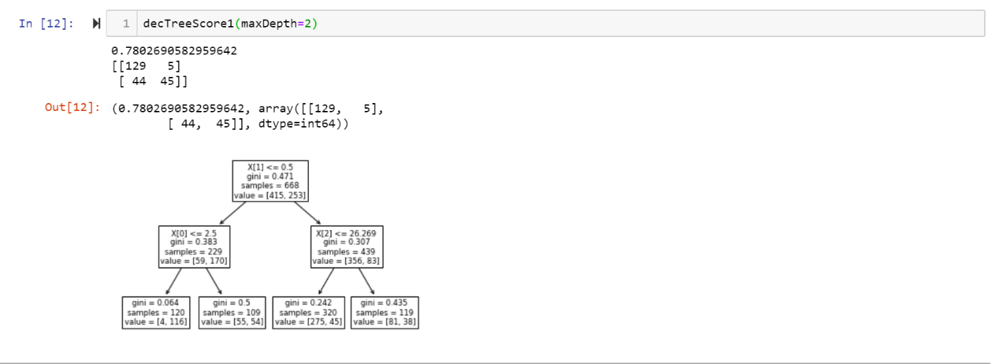 In [12]: 1 decTreeScore1(maxDepth=2)
0.7802690582959642
[[129 5]
[ 44 45]]
Out[12]: (0.7802690582959642, array([[129, 5],
[ 44, 45]], dtype=int64))
X[1] <= 0.5
gini = 0.471
samples = 668
value = [415, 253]
X[0] <= 2.5
gini = 0.383
samples = 229
value = [59, 170]
X[2] <= 26.269
gini = 0.307
samples = 439
value = [356, 83]
gini = 0.064
samples = 120
value = [4, 116]
gini = 0.5
samples = 109
value = [55, 54]
gini = 0.242
samples = 320
value = [275, 45]
gini = 0.435
samples = 119
value = [81, 38]